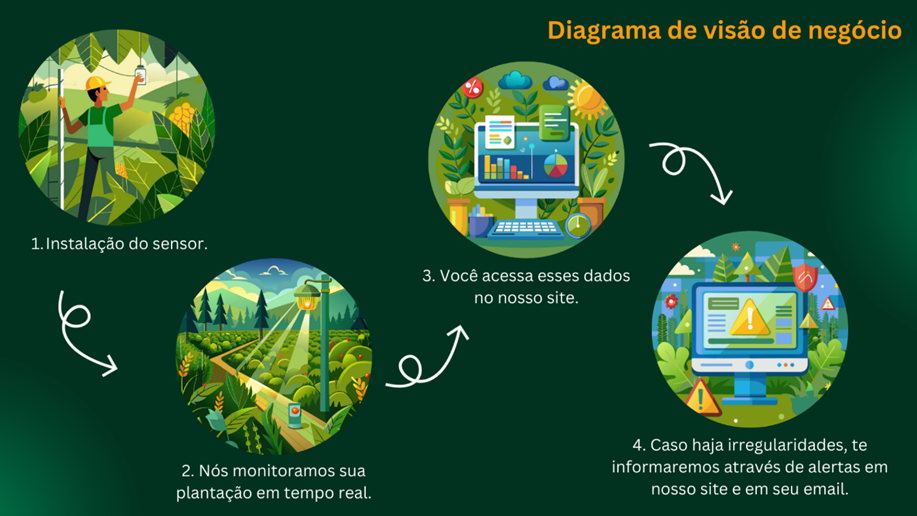 Diagrama de visão de negócio
1. Instalação do sensor.
2. Nós monitoramos sua
plantação em tempo real.
3. Você acessa esses dados
no nosso site.
4. Caso haja irregularidades, te
informaremos através de alertas em
nosso site e em seu email.